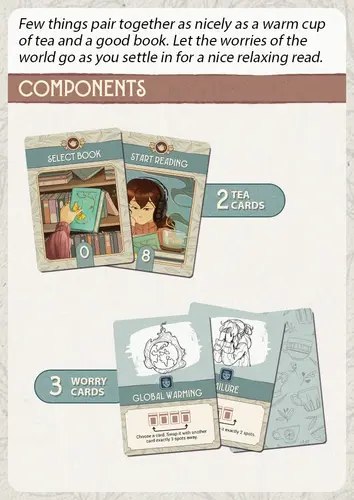 Few things pair together as nicely as a warm cup
of tea and a good book. Let the worries of the
world go as you settle in for a nice relaxing read.
COMPONENTS
SELECT BOOK
START READING
0
8
2 TEA
CARDS
3 WORRY
CARDS
GLOBAL WARMING
Choose a card. Swap it with another
card exactly 3 spots away.
ILURE
exactly 2 spots.